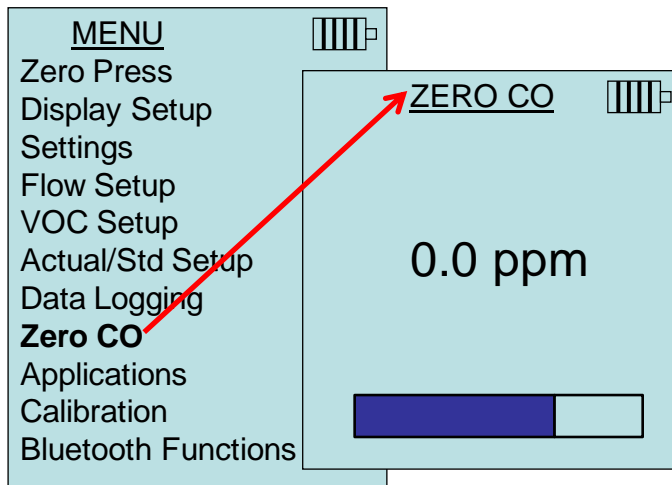 MENU
Zero Press
Display Setup
Settings
Flow Setup
VOC Setup
Actual/Std Setup
Data Logging
Zero CO
Applications
Calibration
Bluetooth Functions
ZERO CO
0.0 ppm